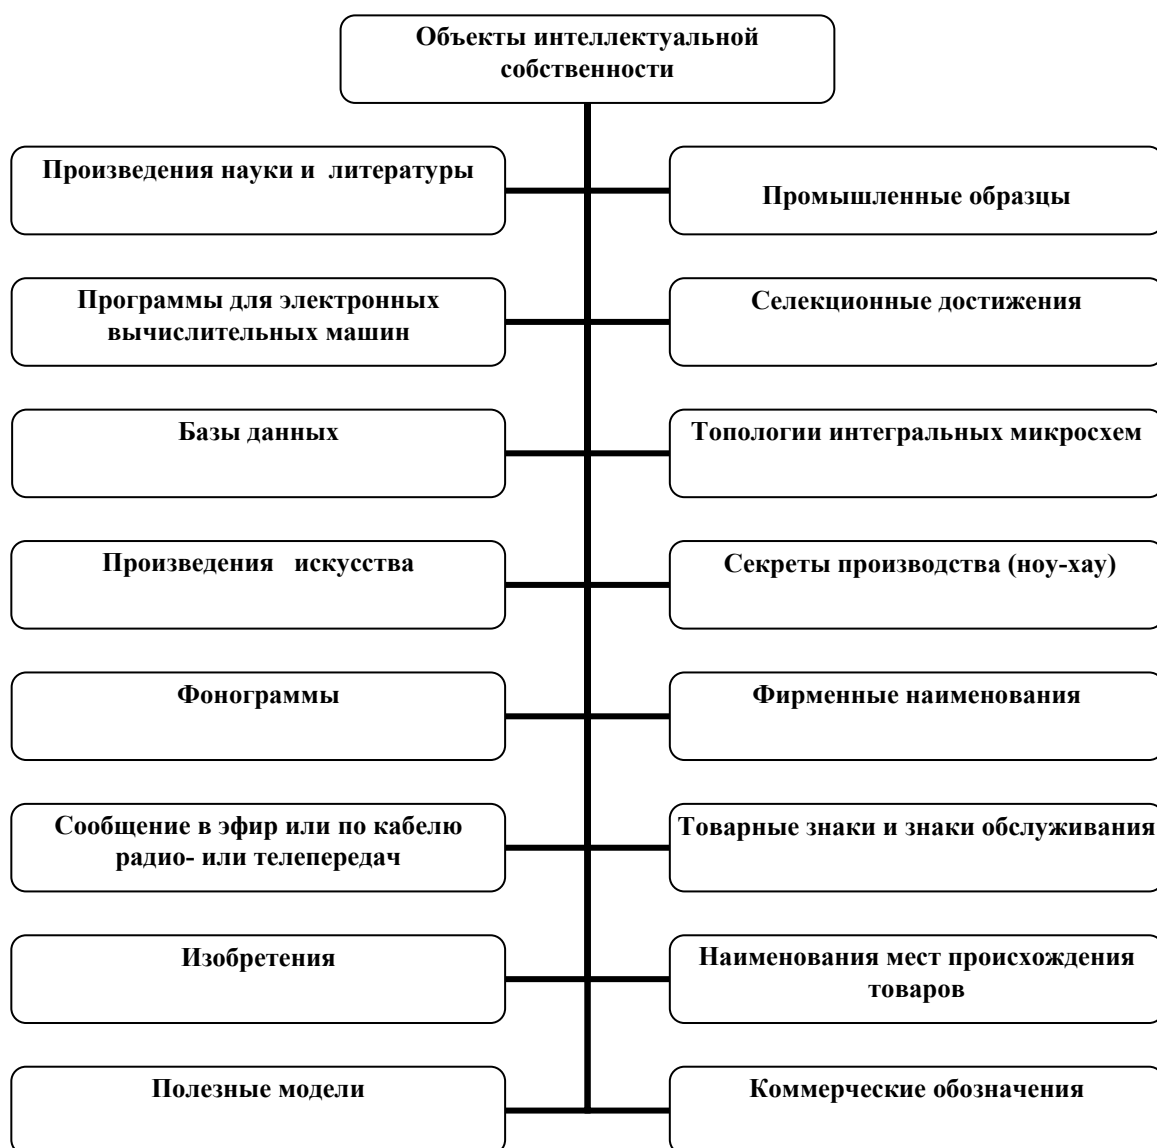 Объекты интеллектуальной
собственности
Произведения науки и литературы
Промышленные образцы
Программы для электронных
вычислительных машин
Селекционные достижения
Базы данных
Топологии интегральных микросхем
Произведения искусства
Секреты производства (ноу-хау)
Фонограммы
Фирменные наименования
Сообщение в эфир или по кабелю
радио- или телепередач
Товарные знаки и знаки обслуживания
Изобретения
Наименования мест происхождения
товаров
Полезные модели
Коммерческие обозначения